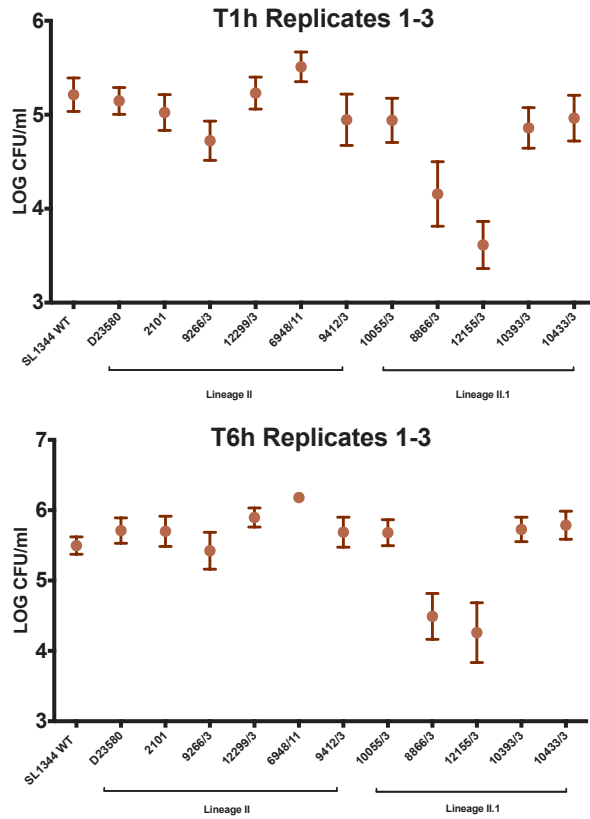 T1h Replicates 1-3
LOG CFU/ml
6
5
4
3
SL1344 WT
D23580
2101
9266/3
12299/3
6948/11
9412/3
10055/3
8866/3
12155/3
10393/3
10433/3
Lineage II
Lineage II.1
T6h Replicates 1-3
LOG CFU/ml
7
6
5
4
3
SL1344 WT
D23580
2101
9266/3
12299/3
6948/11
9412/3
10055/3
8866/3
12155/3
10393/3
10433/3
Lineage II
Lineage II.1